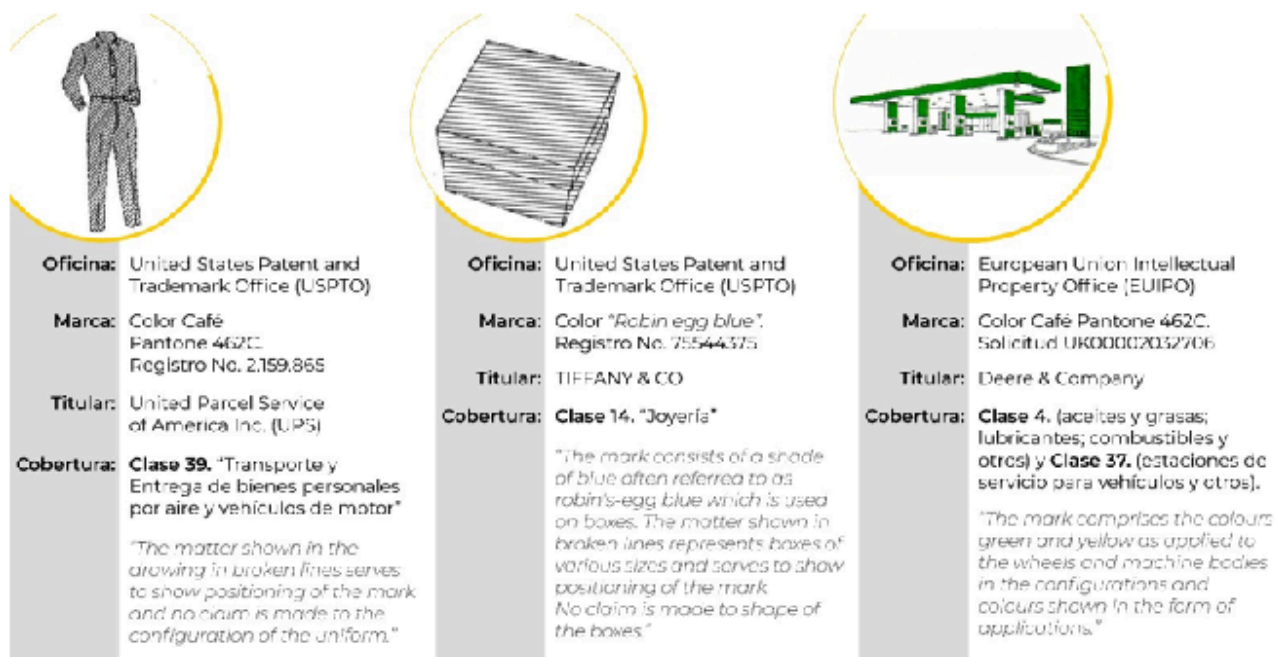 Oficina: United States Patent and
Trademark Office (USPTO)
Marca: Color Café
Pantone 462C.
Registro No. 2.159.865
Titular: United Parcel Service
of America Inc. (UPS)
Cobertura: Clase 39. "Transporte y
Entrega de bienes personales
por aire y vehículos de motor"
"The matter shown in the
drowing in broken lines serves
to show positioning of the mark
and no claim is made to the
configuration of the uniform."
Oficina: United States Patent and
Trademark Office (USPTO)
Marca: Color "Robin egg blue".
Registro No. 75544375
Titular: TIFFANY & CO
Cobertura: Clase 14. "Joyería"
"The mark consists of a shade
of blue often referred to as
robin's-egg blue which is used
on boxes. The matter shown in
broken lines represents boxes of
various sizes and serves to show
positioning of the mark
No claim is made to shape of
the boxes."
Oficina: European Union Intellectual
Property Office (EUIPO)
Marca: Color Café Pantone 462C.
Solicitud UK00002032706
Titular: Deere & Company
Cobertura: Clase 4. (aceites y grasas;
lubricantes; combustibles y
otros) y Clase 37. (estaciones de
servicio para vehículos y otros).
"The mark comprises the colours
green and yellow as applied to
the wheels and machine bodies
in the configurations and
colours shown in the form of
applications."